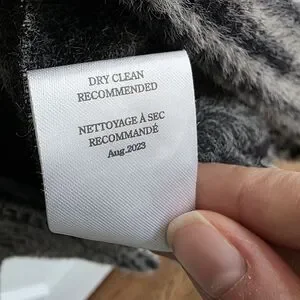 DRY CLEAN
RECOMMENDED
NETTOYAGE À SEC
RECOMMANDÉ
Aug.2023